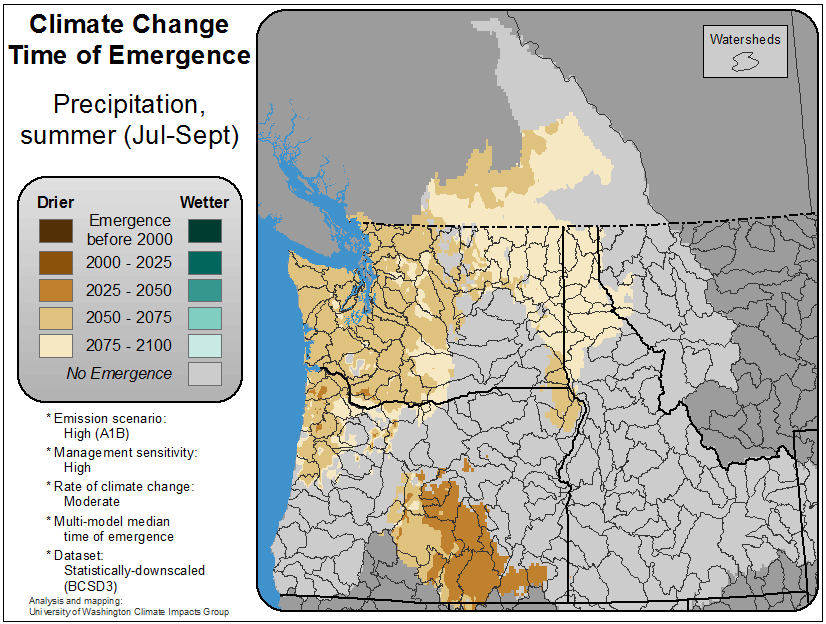 Climate Change
Time of Emergence
Precipitation,
summer (Jul-Sept)
Drier
Wetter
Emergence
before 2000
2000 - 2025
2025 - 2050
2050 - 2075
2075 - 2100
No Emergence
* Emission scenario:
High (A1B)
* Management sensitivity:
High
* Rate of climate change:
Moderate
* Multi-model median
time of emergence
* Dataset:
Statistically-downscaled
(BCSD3)
Analysis and mapping:
University of Washington Climate Impacts Group
Watersheds